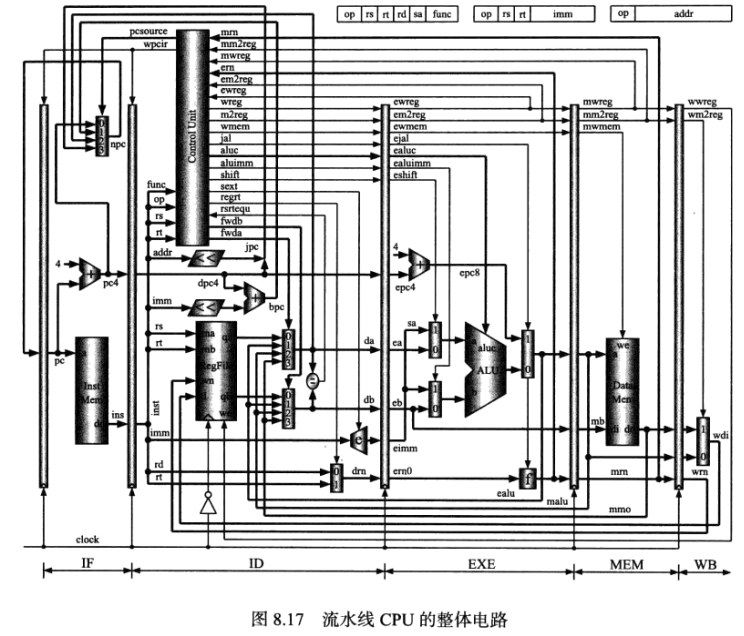 op rs rt rd sa func op rs rt imm op addr
pcsource
wpcir
mrn
mm2reg
mwreg
ern
em2reg
ewreg
wreg ewreg mwreg wwreg
m2reg em2reg mm2reg wm2reg
wmem ewmem mwmem
jal ejal
aluc ealuc
aluimm ealuimm
shift eshift
sext
regrt
rsrtequ
fwdb
fwda
Control Unit
0
1
2
3
npc
func
op
rs
rt
addr << jpc
4 + pc4
dpc4 + bpc
4 + epc4 epc8
imm <<
pc a Inst Mem do ins inst
rs rna
rt rnb
RegFile
wn
d
we
0
1
2
3
da
0
1
2
3
db
=
sa
ea
1
0
eb
1
0
a aluc
ALU
b
1
0
we
a
Data Mem
di do
mb
1
0
wdi
imm e eimm
rd
rt
0
1
drn ern0 f mrn wrn
ealu malu
mmo
clock
IF ID EXE MEM WB
图 8.17 流水线 CPU 的整体电路